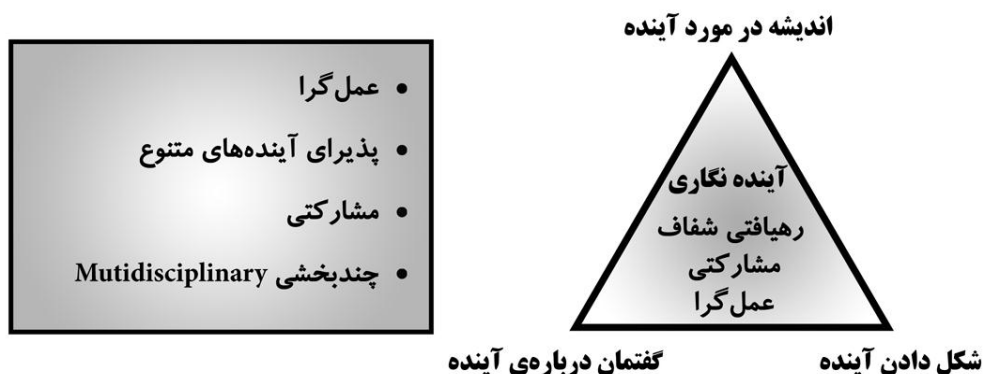 اندیشه در مورد آینده
آینده نگاری
رهیافتی شفاف
مشارکتی
عمل‌گرا
شکل دادن آینده
گفتمان درباره‌ی آینده
• عمل‌گرا
• پذیرای آینده‌های متنوع
• مشارکتی
• چندبخشی Mutidisciplinary